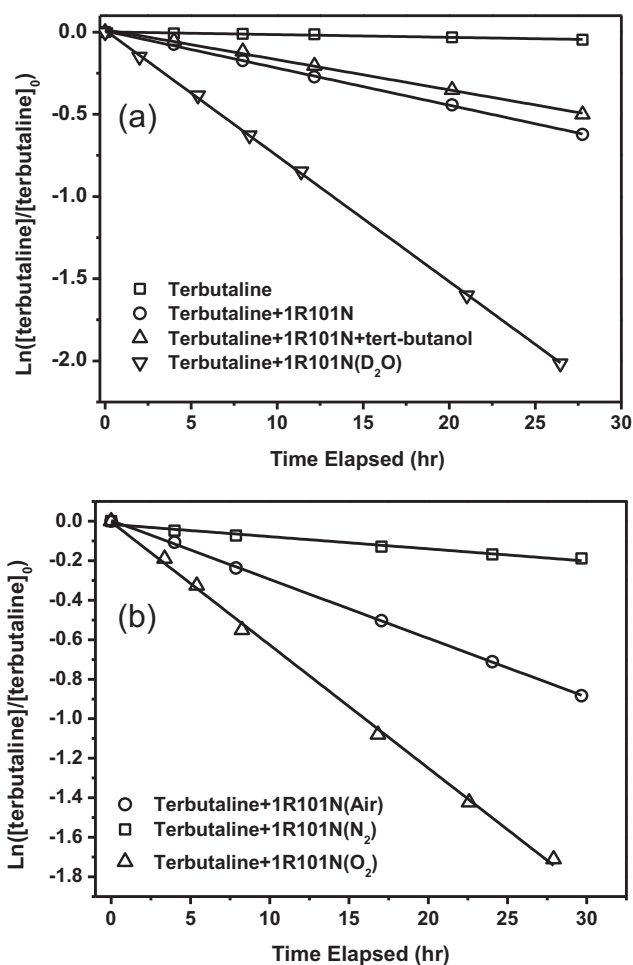 0.0
-0.5
-1.0
-1.5
-2.0
Ln([terbutaline]/[terbutaline]₀)
(a)
Terbutaline
Terbutaline+1R101N
Terbutaline+1R101N+tert-butanol
Terbutaline+1R101N(D₂O)
0 5 10 15 20 25 30
Time Elapsed (hr)
0.0
-0.2
-0.4
-0.6
-0.8
-1.0
-1.2
-1.4
-1.6
-1.8
Ln([terbutaline]/[terbutaline]₀)
(b)
Terbutaline+1R101N(Air)
Terbutaline+1R101N(N₂)
Terbutaline+1R101N(O₂)
0 5 10 15 20 25 30
Time Elapsed (hr)